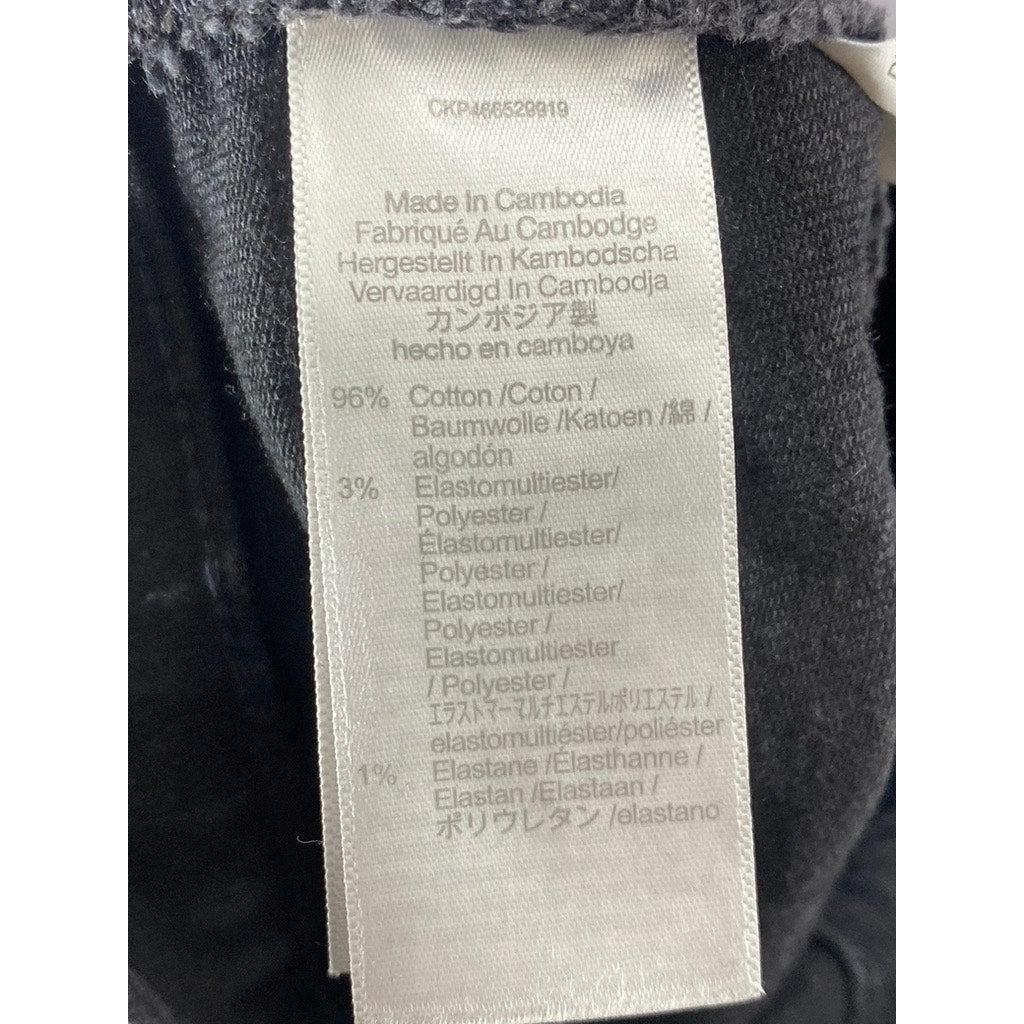 CKP466529919
Made In Cambodia
Fabriqué Au Cambodge
Hergestellt In Kambodscha
Vervaardigd In Cambodja
カンボジア製
hecho en camboya
96% Cotton /Coton /
Baumwolle /Katoen /綿 /
algodón
3% Elastomultiester/
Polyester /
Élastomultiester/
Polyester /
Elastomultiester/
Polyester /
Elastomultiester
/ Polyester /
エラストマーマルチエステル/ポリエステル /
elastomultiéster/poliéster
1% Elastane /Élasthanne /
Elastan /Elastaan /
ポリウレタン /elastano